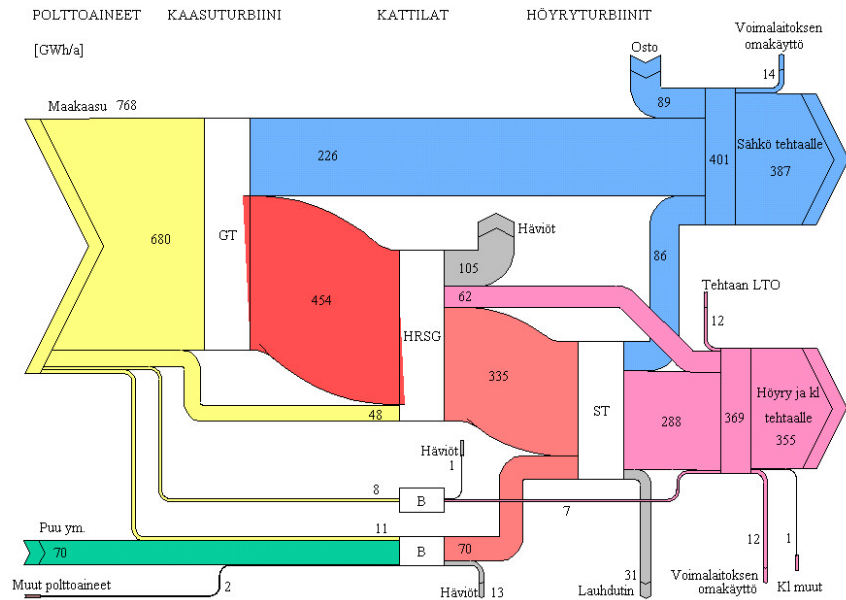 POLTTOAINEET KAASUTURBIINI KATTILAT HÖYRYTURBIINIT
[GWh/a]
Osto
Voimalaitoksen
omakäyttö
14
89
Maakaasu 768
226
401
Sähkö tehtaalle
387
680
GT
Häviöt
105
86
62
Tehtaan LTO
12
454
HRSG
335
288
369
Höyry ja kl
tehtaalle
355
ST
48
Häviöt
1
8
B
7
11
Puu ym.
70
B
70
12
1
Muut polttoaineet
2
Häviöt
13
31
Lauhdutin
Voimalaitoksen
omakäyttö
Kl muut